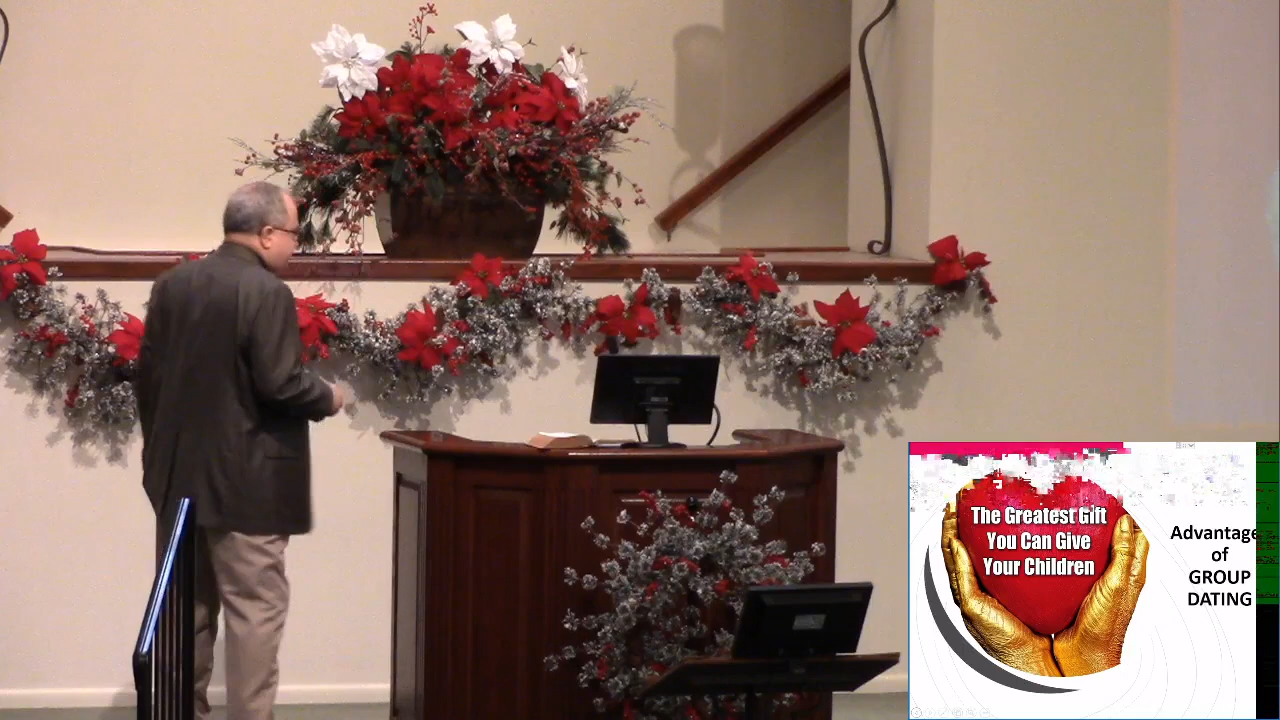 The Greatest Gift
You Can Give
Your Children
Advantage
of
GROUP
DATING